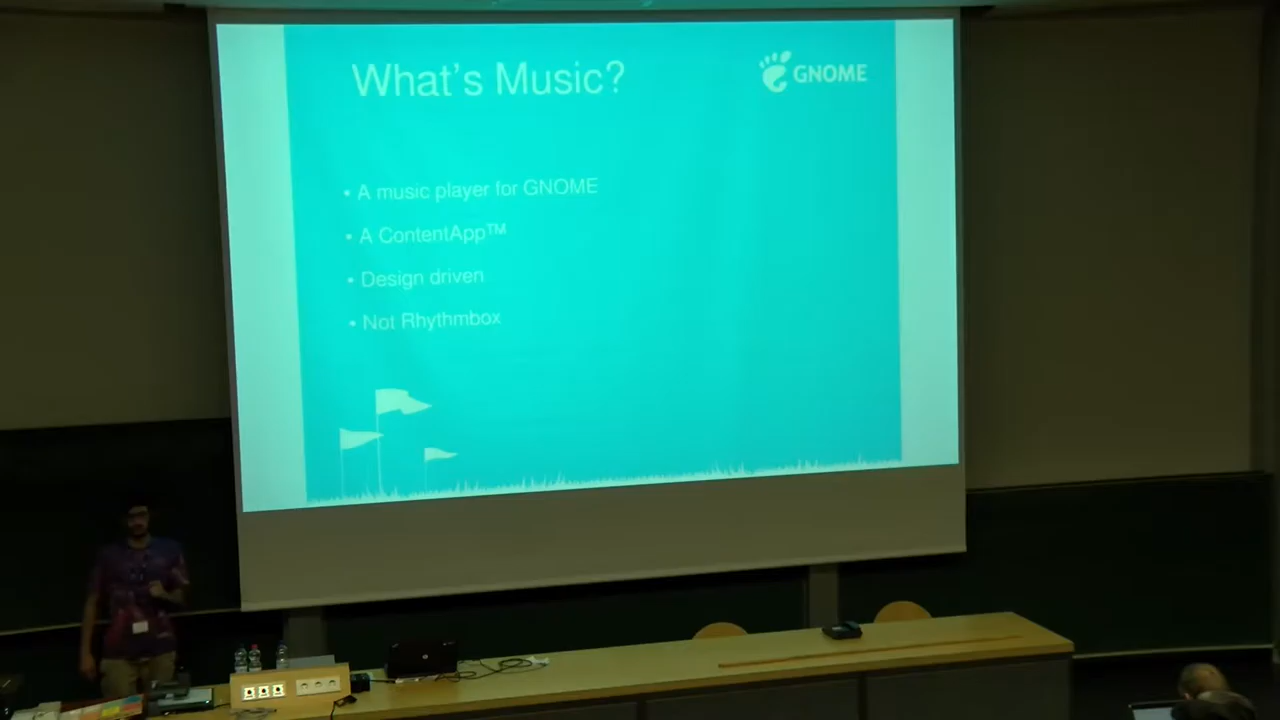 What's Music?
GNOME
• A music player for GNOME
• A ContentApp™
• Design driven
• Not Rhythmbox